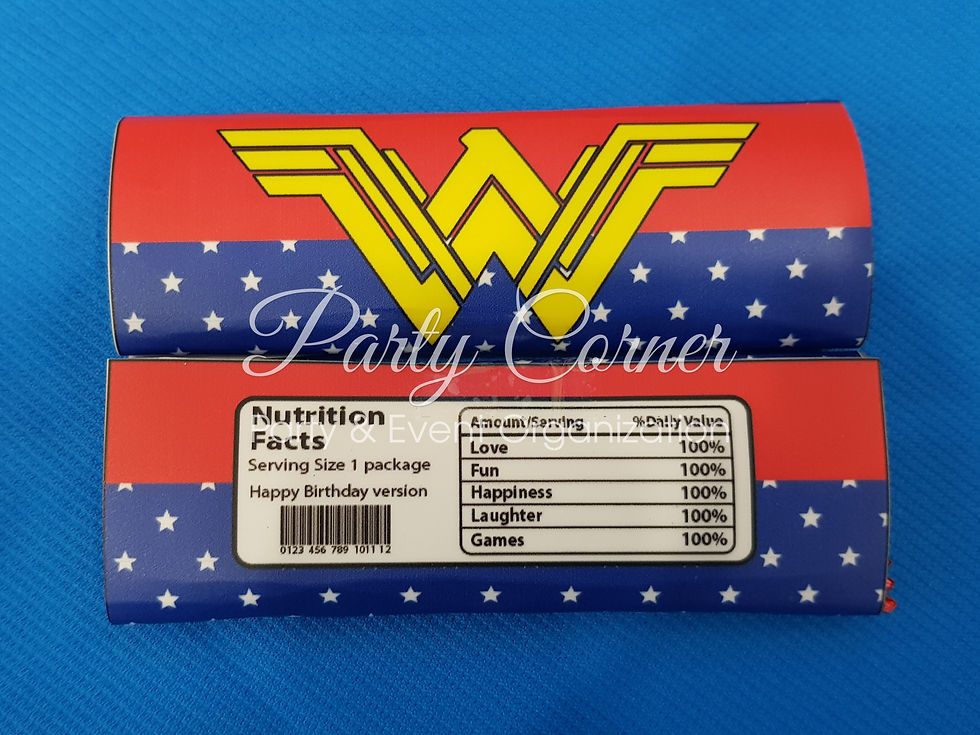 Party Corner
Party & Event Organization
Nutrition
Facts
Serving Size 1 package
Happy Birthday version
0123 456 789 1011 12
Amount/Serving %Daily Value
Love 100%
Fun 100%
Happiness 100%
Laughter 100%
Games 100%